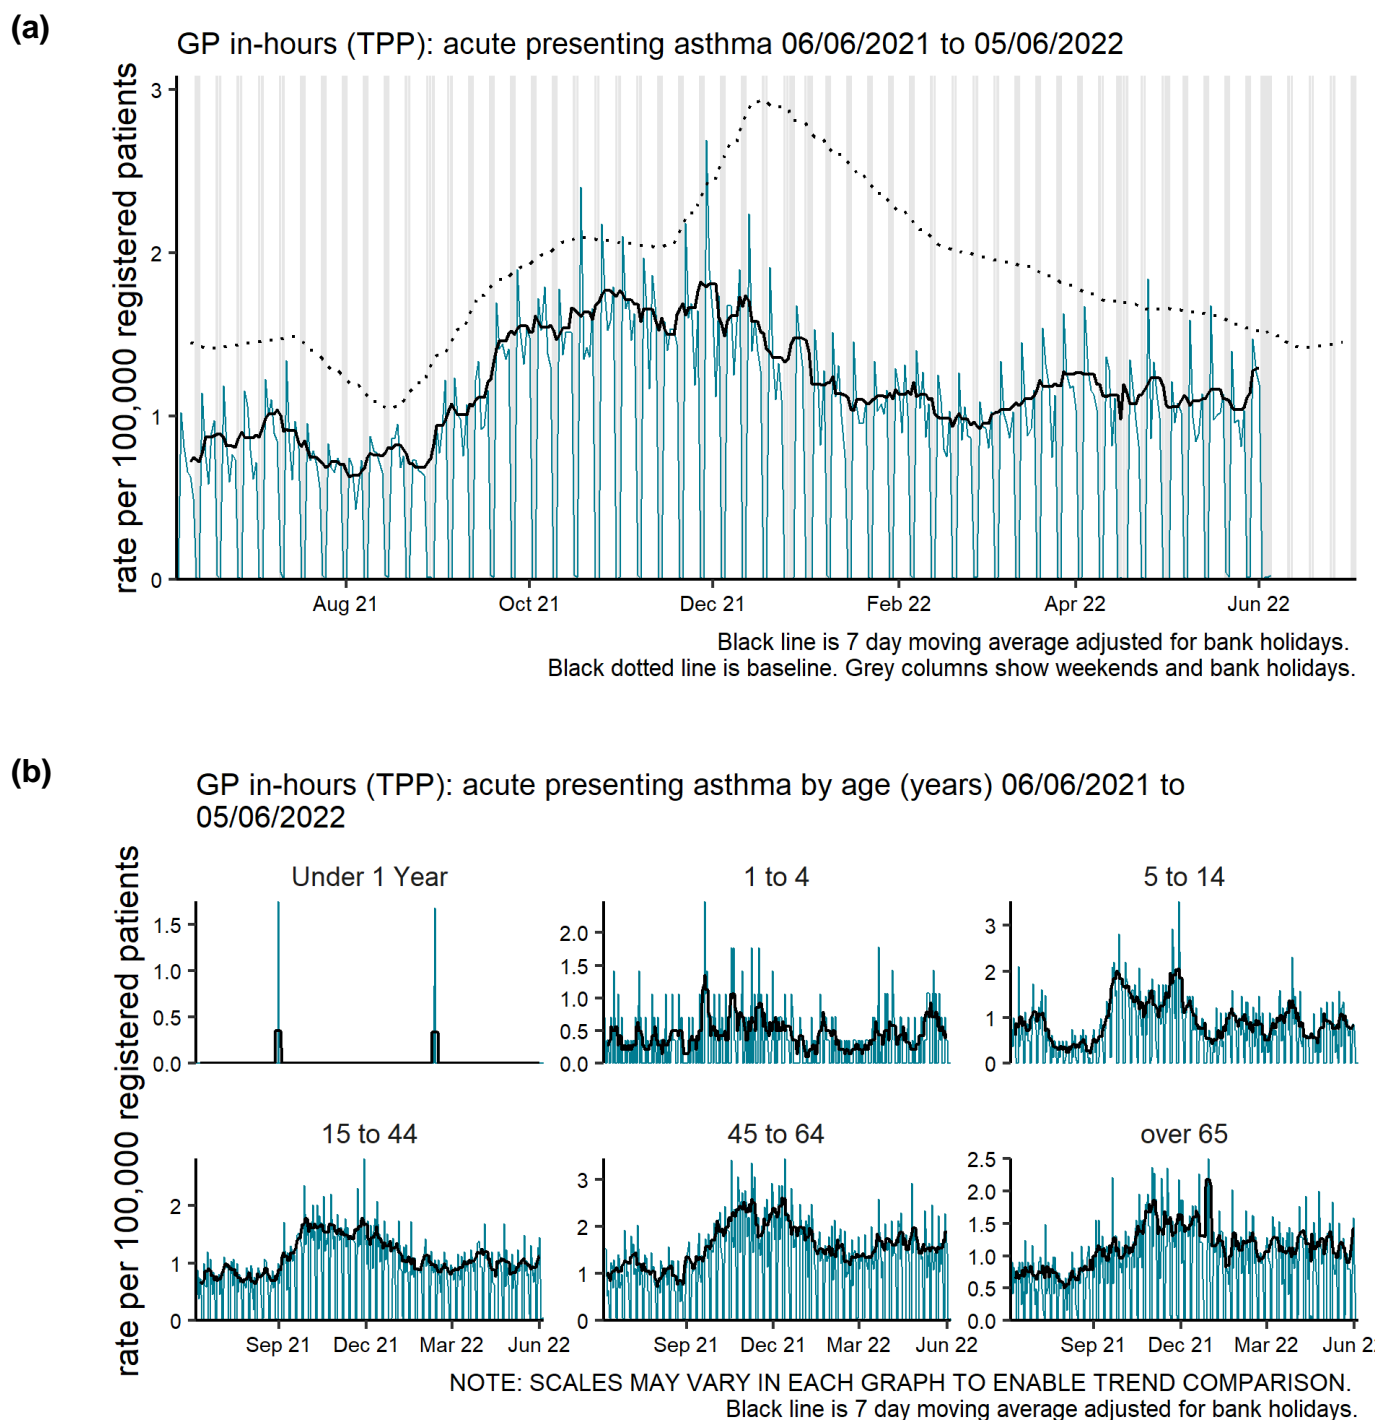 (a)
GP in-hours (TPP): acute presenting asthma 06/06/2021 to 05/06/2022
rate per 100,000 registered patients
3
2
1
0
Aug 21 Oct 21 Dec 21 Feb 22 Apr 22 Jun 22
Black line is 7 day moving average adjusted for bank holidays.
Black dotted line is baseline. Grey columns show weekends and bank holidays.
(b)
GP in-hours (TPP): acute presenting asthma by age (years) 06/06/2021 to
05/06/2022
rate per 100,000 registered patients
Under 1 Year
1.5
1.0
0.5
0.0
1 to 4
2.0
1.5
1.0
0.5
0.0
5 to 14
3
2
1
0
15 to 44
2
1
0
Sep 21 Dec 21 Mar 22 Jun 22
45 to 64
3
2
1
0
Sep 21 Dec 21 Mar 22 Jun 22
over 65
2.5
2.0
1.5
1.0
0.5
0.0
Sep 21 Dec 21 Mar 22 Jun 2
NOTE: SCALES MAY VARY IN EACH GRAPH TO ENABLE TREND COMPARISON.
Black line is 7 day moving average adjusted for bank holidays.